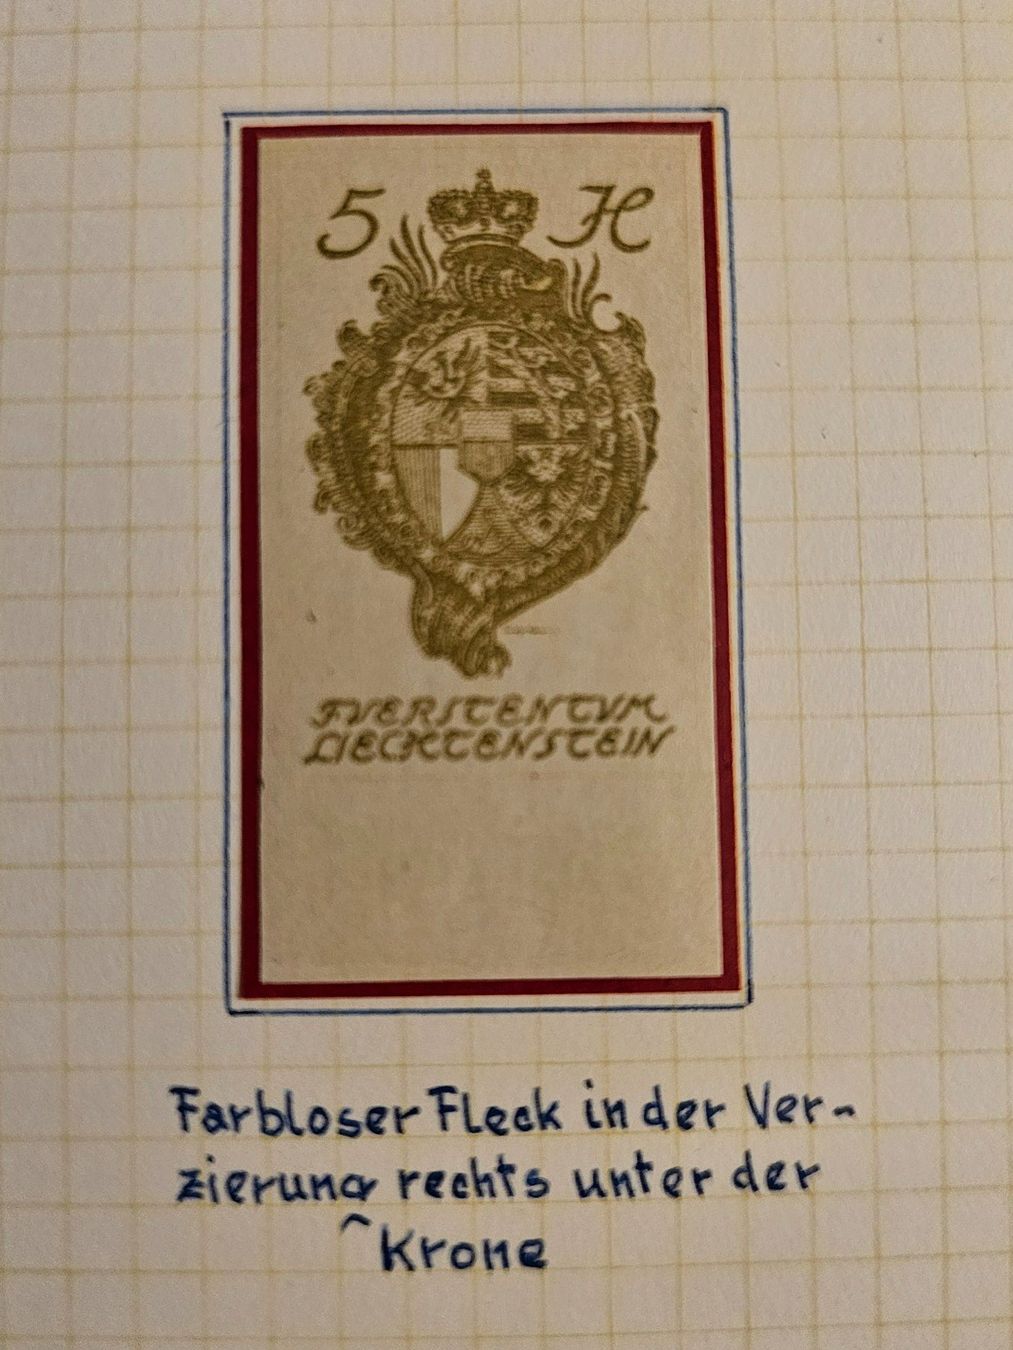 5 H
FVERSTENTVM
LIECHTENSTEIN
Farbloser Fleck in der Ver-
zierung rechts unter der
Krone